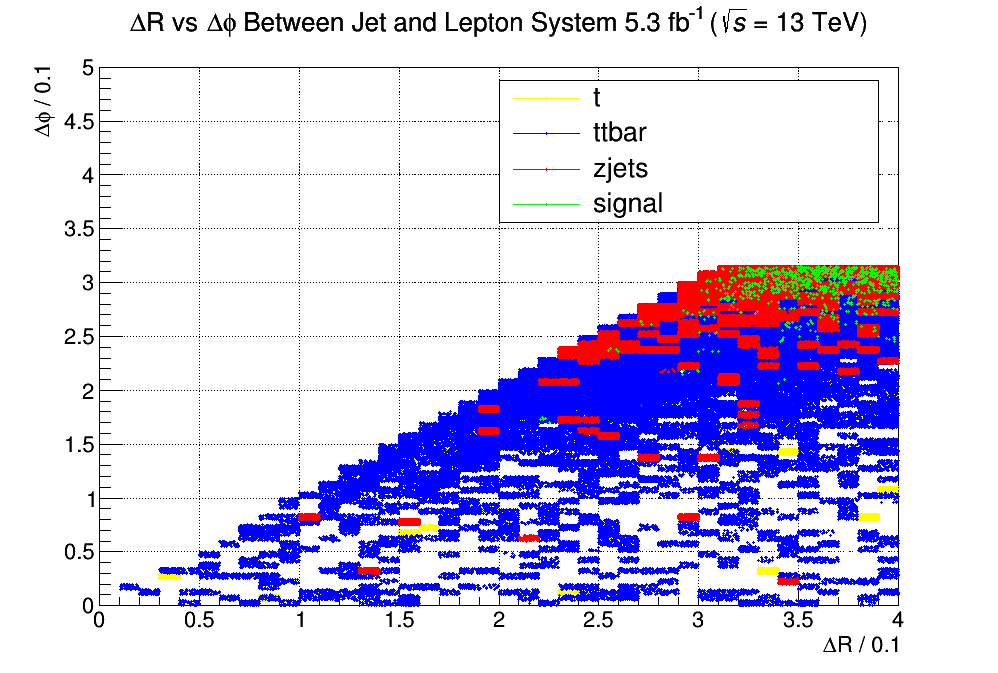 ΔR vs Δϕ Between Jet and Lepton System 5.3 fb⁻¹ (√s = 13 TeV)
Δϕ / 0.1
5
4.5
4
3.5
3
2.5
2
1.5
1
0.5
0
t
ttbar
zjets
signal
0 0.5 1 1.5 2 2.5 3 3.5 4
ΔR / 0.1